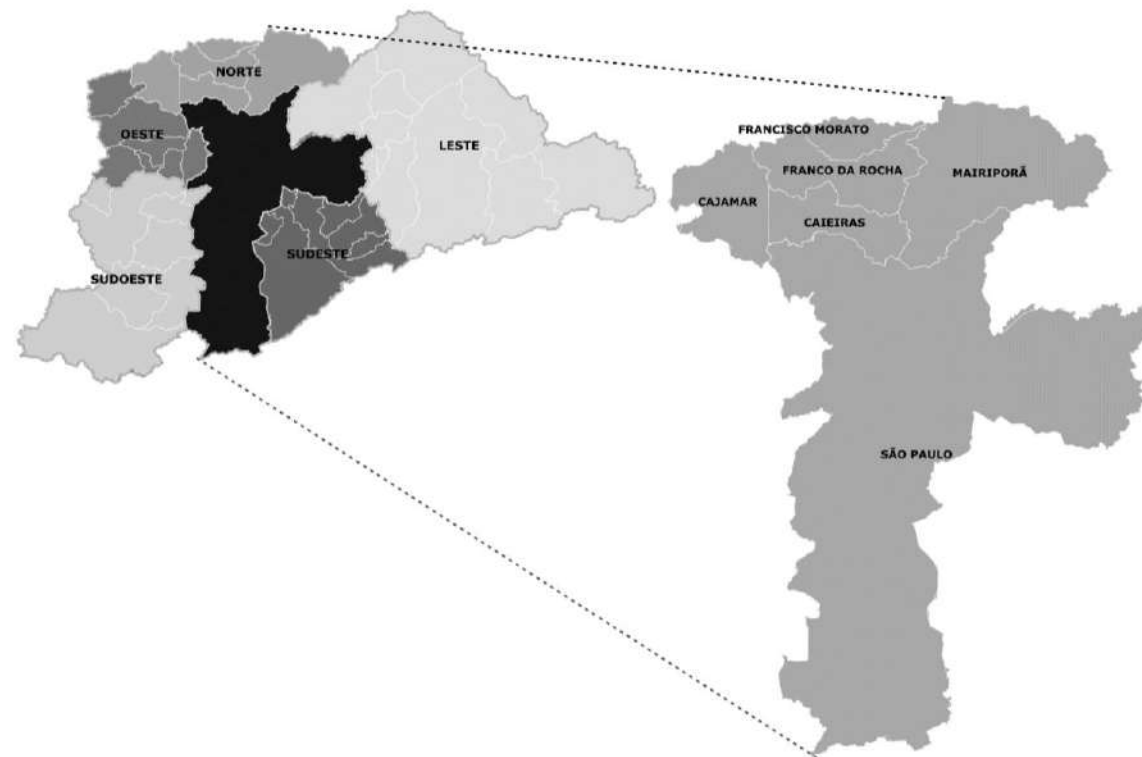 NORTE
OESTE
LESTE
SUDESTE
SUDOESTE
FRANCISCO MORATO
FRANCO DA ROCHA
MAIRIPORÃ
CAJAMAR
CAIEIRAS
SÃO PAULO